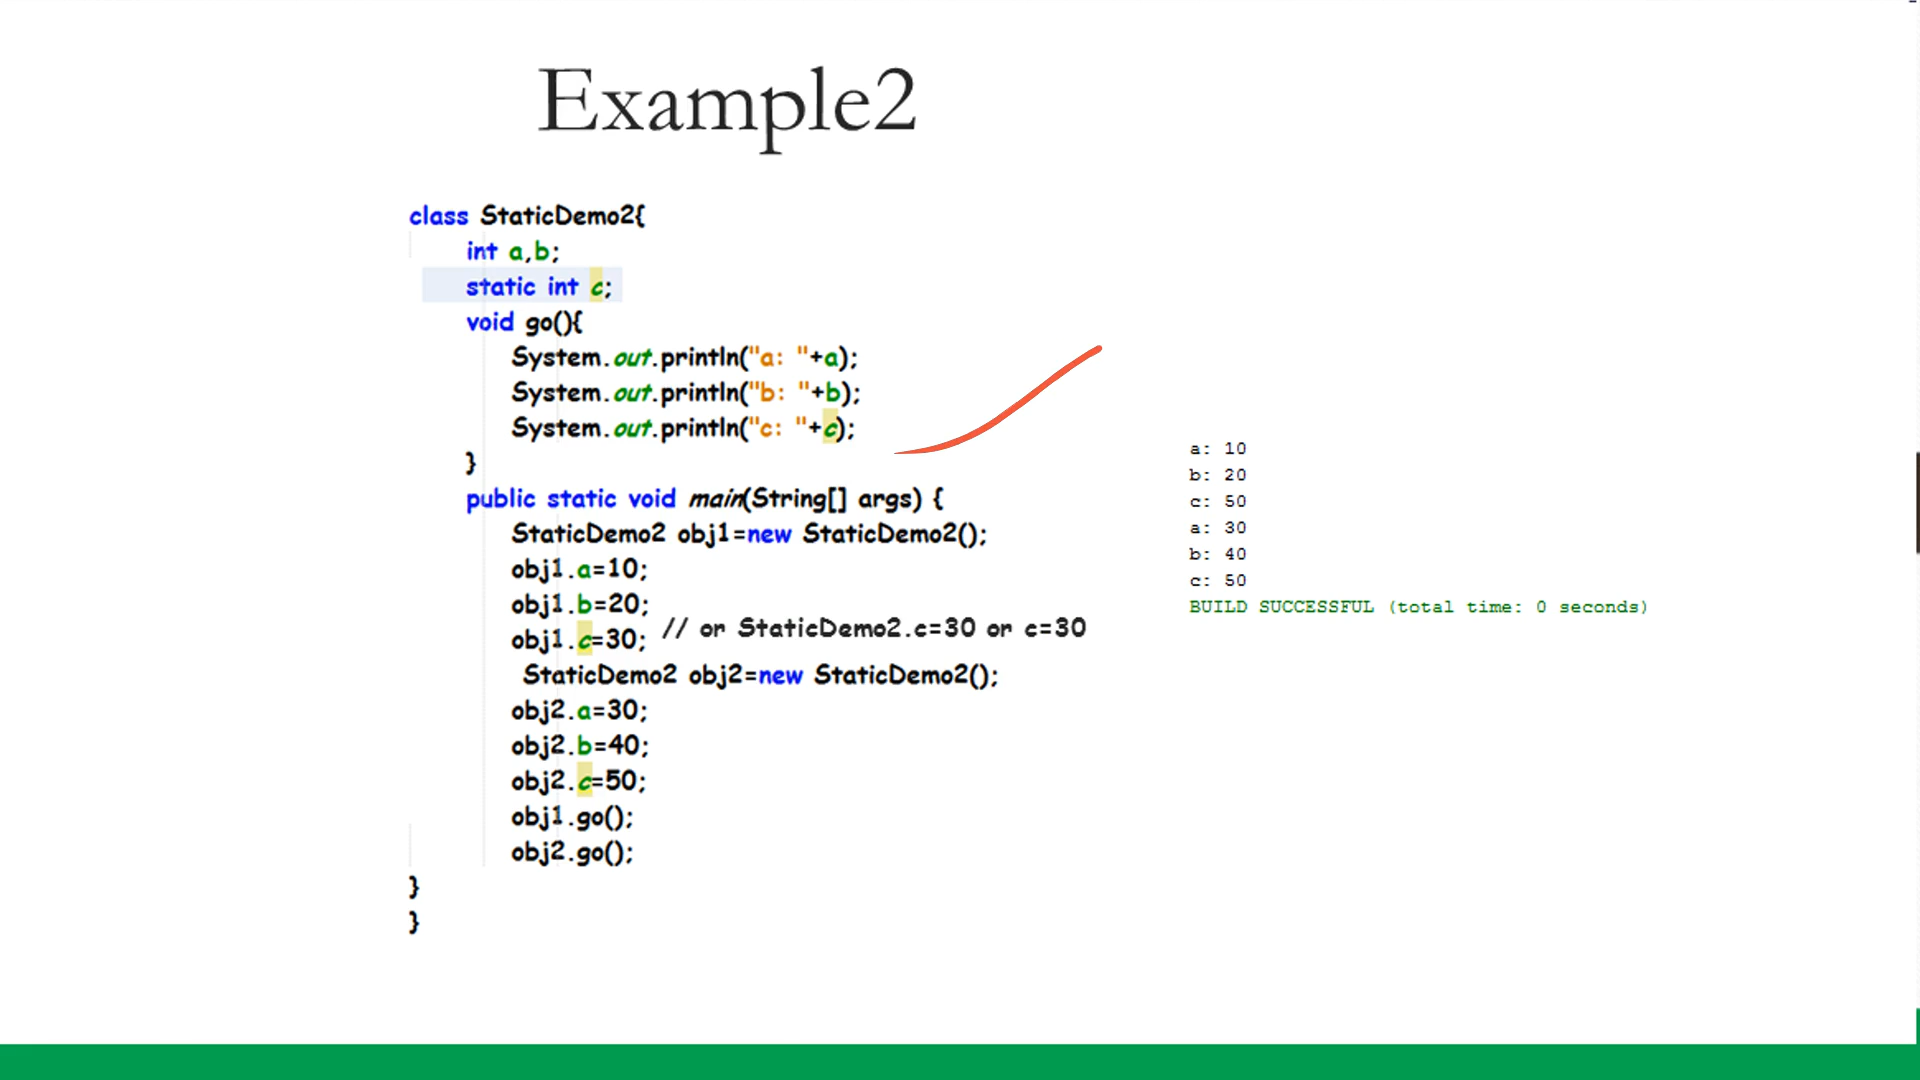 Example2
class StaticDemo2{
int a,b;
static int c;
void go(){
System.out.println("a: "+a);
System.out.println("b: "+b);
System.out.println("c: "+c);
}
public static void main(String[] args) {
StaticDemo2 obj1=new StaticDemo2();
obj1.a=10;
obj1.b=20;
obj1.c=30; // or StaticDemo2.c=30 or c=30
StaticDemo2 obj2=new StaticDemo2();
obj2.a=30;
obj2.b=40;
obj2.c=50;
obj1.go();
obj2.go();
}
}
a: 10
b: 20
c: 50
a: 30
b: 40
c: 50
BUILD SUCCESSFUL (total time: 0 seconds)